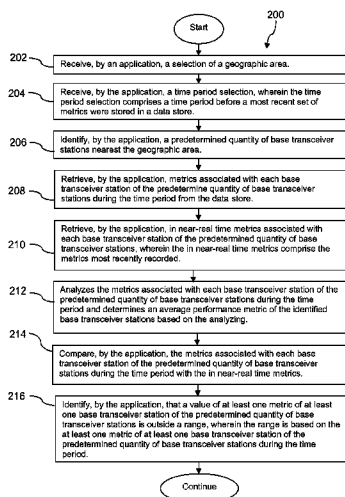 200
Start
202
Receive, by an application, a selection of a geographic area.
204
Receive, by the application, a time period selection, wherein the time
period selection comprises a time period before a most recent set of
metrics were stored in a data store.
206
Identify, by the application, a predetermined quantity of base transceiver
stations nearest the geographic area.
208
Retrieve, by the application, metrics associated with each base
transceiver station of the predetermine quantity of base transceiver
stations during the time period from the data store.
210
Retrieve, by the application, in near-real time metrics associated with
each base transceiver station of the predetermined quantity of base
transceiver stations, wherein the in near-real time metrics comprise the
metrics most recently recorded.
212
Analyzes the metrics associated with each base transceiver station of the
predetermined quantity of base transceiver stations during the time
period and determines an average performance metric of the identified
base transceiver stations based on the analyzing.
214
Compare, by the application, the metrics associated with each base
transceiver station of the predetermined quantity of base transceiver
stations during the time period with the in near-real time metrics.
216
Identify, by the application, that a value of at least one metric of at least
one base transceiver station of the predetermined quantity of base
transceiver stations is outside a range, wherein the range is based on the
at least one metric of at least one base transceiver station of the
predetermined quantity of base transceiver stations during the time
period.
Continue